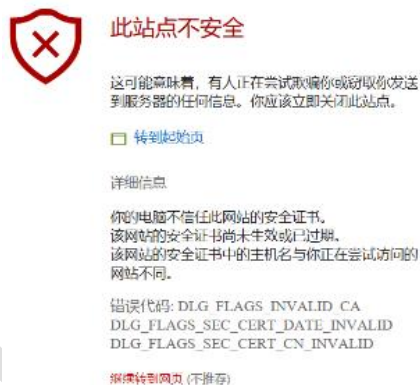 此站点不安全
这可能意味着，有人正在尝试欺骗你或窃取你发送
到服务器的任何信息。你应该立即关闭此站点。
转到起始页
详细信息
你的电脑不信任此网站的安全证书。
该网站的安全证书尚未生效或已过期。
该网站的安全证书中的主机名与你正在尝试访问的
网站不同。
错误代码: DLG_FLAGS_INVALID_CA
DLG_FLAGS_SEC_CERT_DATE_INVALID
DLG_FLAGS_SEC_CERT_CN_INVALID
继续转到网页 (不推荐)